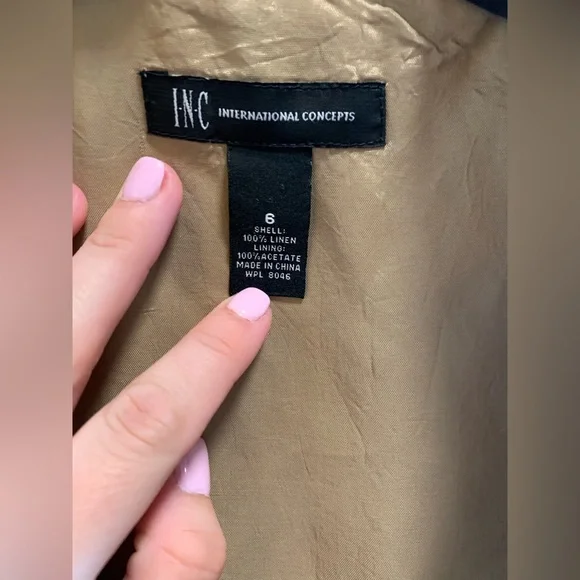 I·N·C INTERNATIONAL CONCEPTS
6
SHELL:
100% LINEN
LINING:
100% ACETATE
MADE IN CHINA
WPL 8046